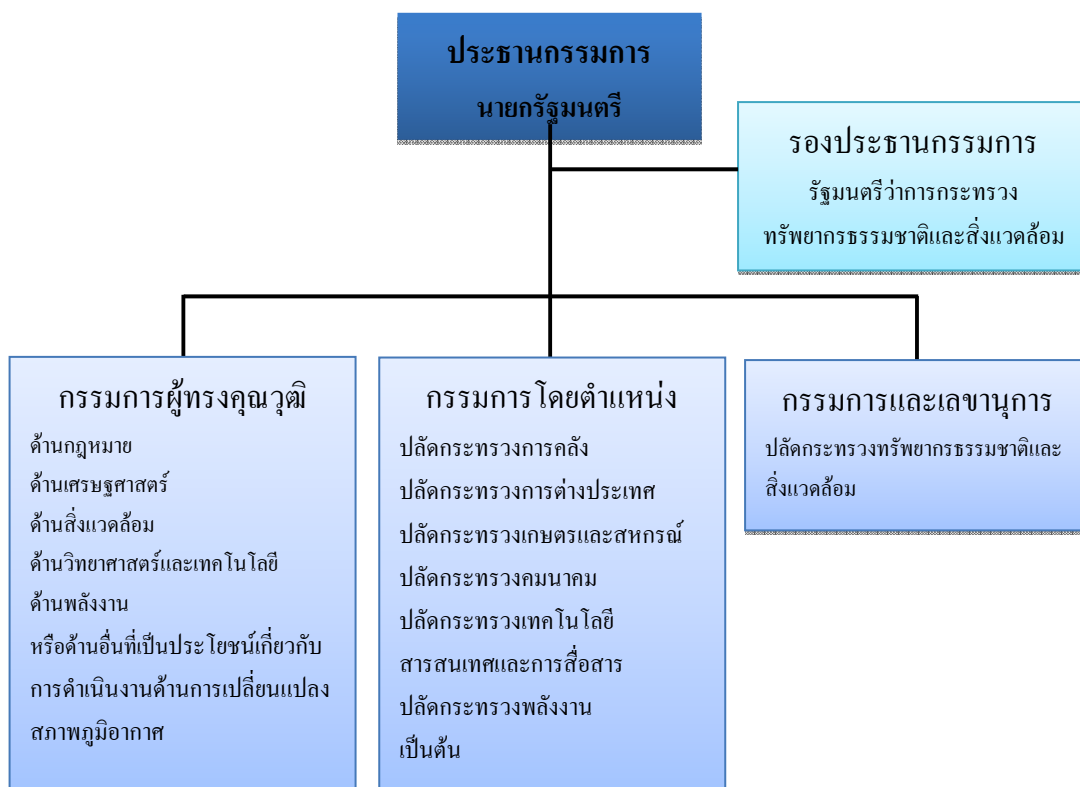 ประธานกรรมการ
นายกรัฐมนตรี
รองประธานกรรมการ
รัฐมนตรีว่าการกระทรวง
ทรัพยากรธรรมชาติและสิ่งแวดล้อม
กรรมการผู้ทรงคุณวุฒิ
ด้านกฎหมาย
ด้านเศรษฐศาสตร์
ด้านสิ่งแวดล้อม
ด้านวิทยาศาสตร์และเทคโนโลยี
ด้านพลังงาน
หรือด้านอื่นที่เป็นประโยชน์เกี่ยวกับ
การดำเนินงานด้านการเปลี่ยนแปลง
สภาพภูมิอากาศ
กรรมการโดยตำแหน่ง
ปลัดกระทรวงการคลัง
ปลัดกระทรวงการต่างประเทศ
ปลัดกระทรวงเกษตรและสหกรณ์
ปลัดกระทรวงคมนาคม
ปลัดกระทรวงเทคโนโลยี
สารสนเทศและการสื่อสาร
ปลัดกระทรวงพลังงาน
เป็นต้น
กรรมการและเลขานุการ
ปลัดกระทรวงทรัพยากรธรรมชาติและ
สิ่งแวดล้อม